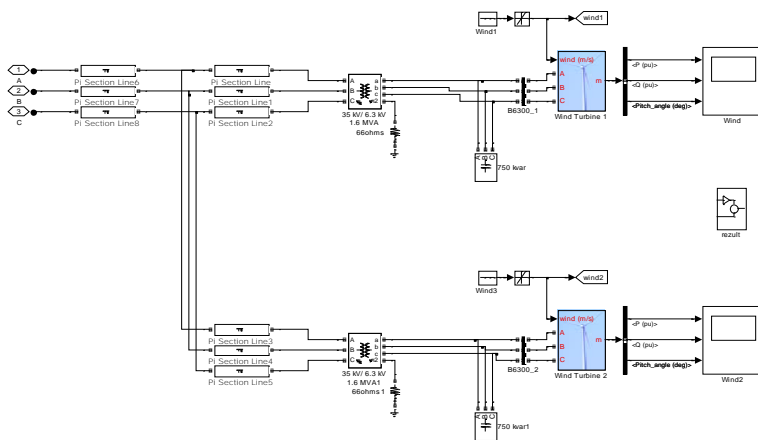 Wind1
wind1
1
A
2
B
3
C
Pi Section Line6
Pi Section Line7
Pi Section Line8
Pi Section Line
Pi Section Line1
Pi Section Line2
A
B
C
a
b
c
n2
35 kV/ 6.3 kV
1.6 MVA
66ohms
A
B
C
750 kvar
B6300_1
wind (m/s)
A
B
C
m
Wind Turbine 1
<P (pu)>
<Q (pu)>
<Pitch_angle (deg)>
Wind
rezult
Wind3
wind2
Pi Section Line3
Pi Section Line4
Pi Section Line5
A
B
C
a
b
c
n2
35 kV/ 6.3 kV
1.6 MVA1
66ohms 1
A
B
C
750 kvar1
B6300_2
wind (m/s)
A
B
C
m
Wind Turbine 2
<P (pu)>
<Q (pu)>
<Pitch_angle (deg)>
Wind2